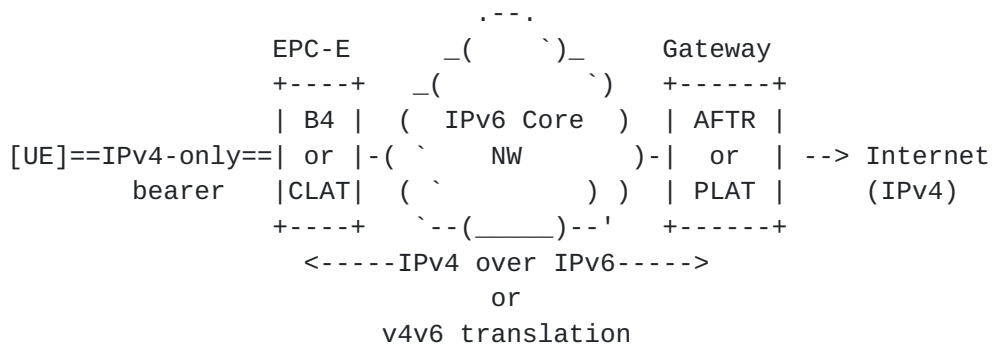 .--.
                 EPC-E      _(    `)_     Gateway
                 +----+   _(         `)   +------+
                 | B4 |  (  IPv6 Core  )  | AFTR |
[UE]==IPv4-only==| or |-( `    NW       )-|  or  | --> Internet
        bearer   |CLAT|  ( `         ) )  | PLAT |     (IPv4)
                 +----+   `--(_____)--'   +------+
                   <-----IPv4 over IPv6----->
                               or
                        v4v6 translation